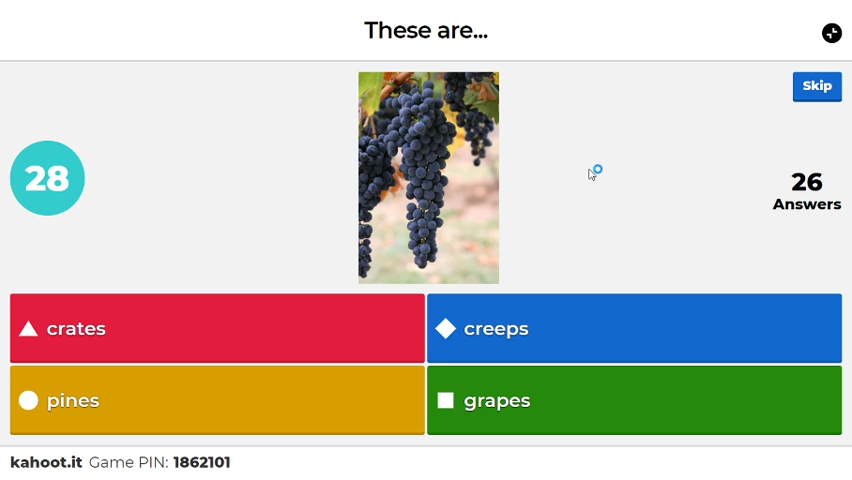 These are...
Skip
28
26
Answers
crates
creeps
pines
grapes
kahoot.it Game PIN: 1862101